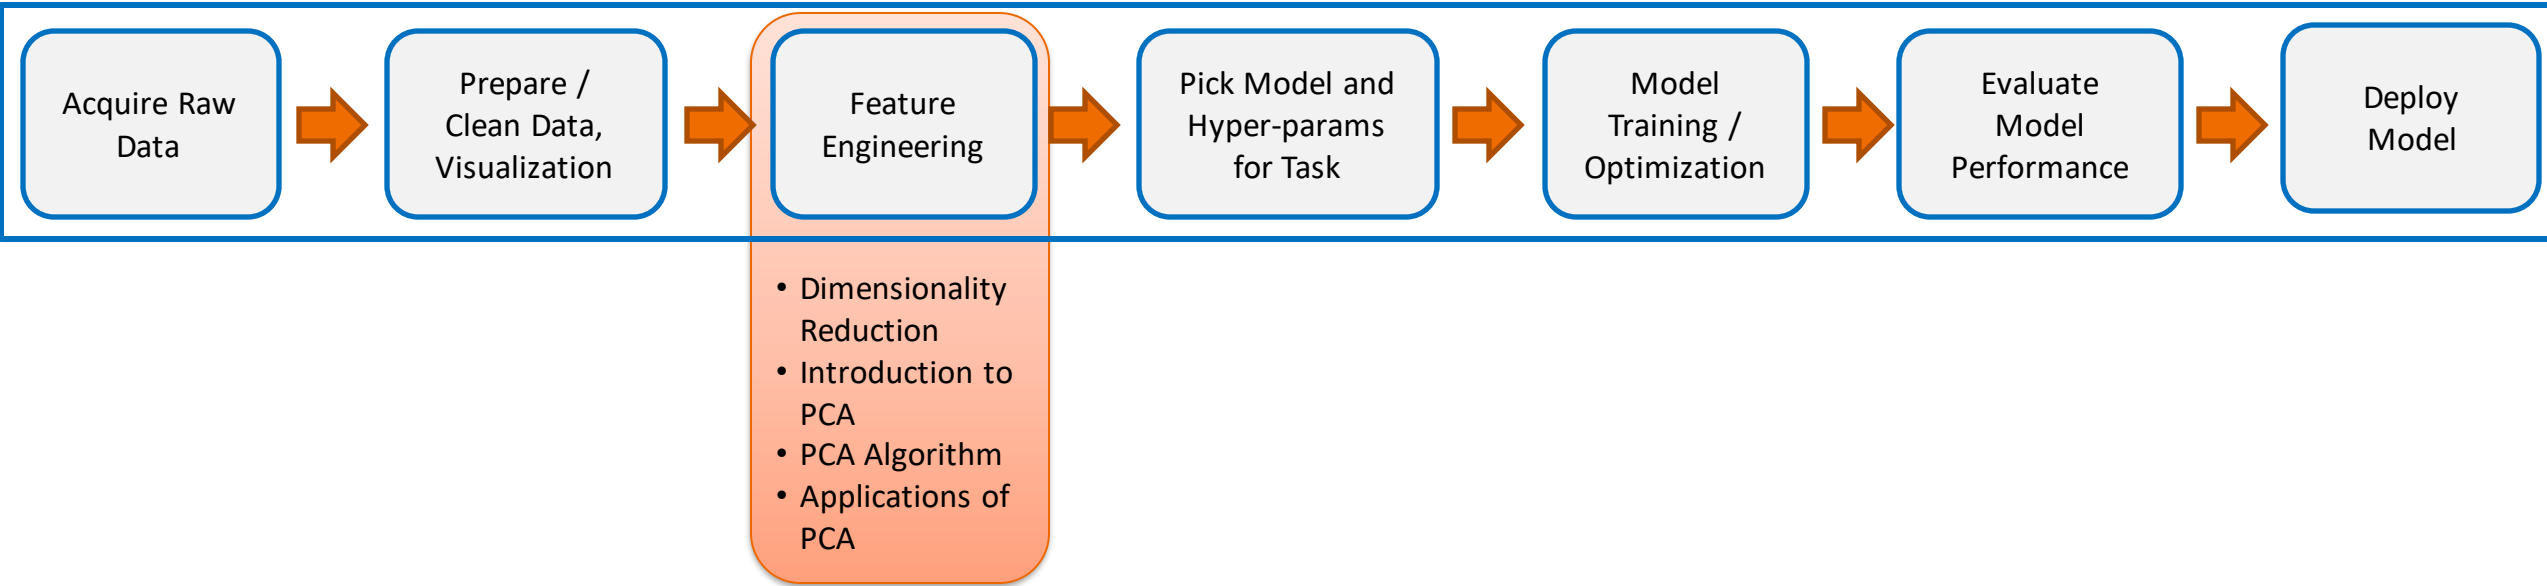 Acquire Raw
Data
Prepare /
Clean Data,
Visualization
Feature
Engineering
Pick Model and
Hyper-params
for Task
Model
Training /
Optimization
Evaluate
Model
Performance
Deploy
Model
• Dimensionality
Reduction
• Introduction to
PCA
• PCA Algorithm
• Applications of
PCA